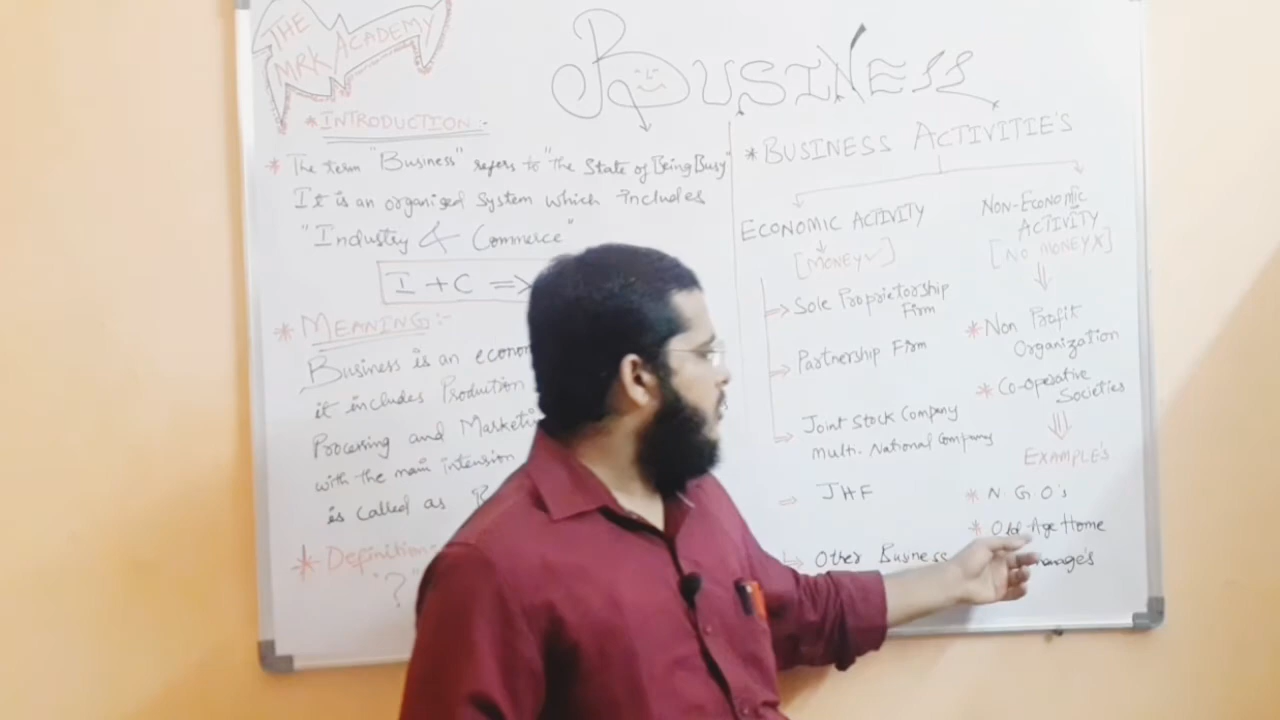 THE
MRK ACADEMY
BUSINESS
* INTRODUCTION:-
* The term "Business" refers to "The State of Being Busy"
It is an organised System which includes
"Industry & Commerce"
I + C =>
* MEANING:-
Business is an
it includes Production
Processing and
with the main intension
is called as
* Definition:-
"?
* BUSINESS ACTIVITIE'S
ECONOMIC ACTIVITY
[MONEY✓]
Sole Proprietorship
Firm
Partnership Firm
Joint Stock Company
Multi. National Company
JHF
Other Business
NON-ECONOMIC
ACTIVITY
[NO MONEY X]
* Non Profit
Organization
* Co-operative
Societies
EXAMPLE'S
* N.G.O's
* Old Age Home